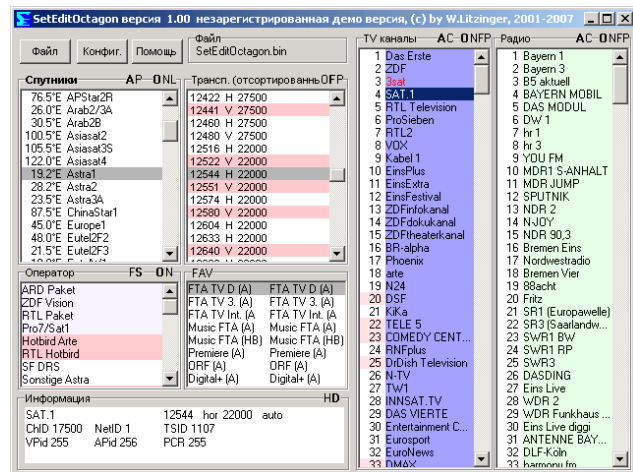 SetEditOctagon версия 1.00 незарегистрированная демо версия, (c) by W.Litzinger, 2001-2007
Файл
Конфиг.
Помощь
Файл
SetEditOctagon.bin
Спутники AP ONL
76.5°E APStar2R
26.0°E Arab2/3A
30.5°E Arab2B
100.5°E Asiasat2
105.5°E Asiasat3S
122.0°E Asiasat4
19.2°E Astra1
28.2°E Astra2
23.5°E Astra3A
87.5°E ChinaStar1
45.0°E Europe1
48.0°E Eutel2F2
21.5°E Eutel2F3
Трансп. (отсортированнь OFP
12422 H 27500
12441 V 27500
12460 H 27500
12480 V 27500
12516 H 22000
12522 V 22000
12544 H 22000
12551 V 22000
12574 H 22000
12580 V 22000
12604 H 22000
12633 H 22000
12640 V 22000
Оператор FS ON
ARD Paket
ZDF Vision
RTL Paket
Pro7/Sat1
Hotbird Arte
RTL Hotbird
SF DRS
Sonstige Astra
FAV
FTA TV D (A) FTA TV D (A)
FTA TV 3. (A) FTA TV 3. (A)
FTA TV Int. (A FTA TV Int. (A
Music FTA (A) Music FTA (A)
Music FTA (HB) Music FTA (HB)
Premiere (A) Premiere (A)
ORF (A) ORF (A)
Digital+ (A) Digital+ (A)
Информация HD
SAT.1 12544 hor 22000 auto
ChID 17500 NetID 1 TSID 1107
VPid 255 APid 256 PCR 255
TV каналы AC ONFP
1 Das Erste
2 ZDF
3 3sat
4 SAT.1
5 RTL Television
6 ProSieben
7 RTL2
8 VOX
9 Kabel 1
10 EinsPlus
11 EinsExtra
12 EinsFestival
13 ZDFinfokanal
14 ZDFdokukanal
15 ZDFtheaterkanal
16 BR-alpha
17 Phoenix
18 arte
19 N24
20 DSF
21 KiKa
22 TELE 5
23 COMEDY CENT...
24 RNFplus
25 DrDish Television
26 N-TV
27 TW1
28 INNSAT.TV
29 DAS VIERTE
30 Entertainment C...
31 Eurosport
32 EuroNews
33 DMAX
Радио AC ONFP
1 Bayern 1
2 Bayern 3
3 B5 aktuell
4 BAYERN MOBIL
5 DAS MODUL
6 DW 1
7 hr 1
8 hr 3
9 YOU FM
10 MDR1 S-ANHALT
11 MDR JUMP
12 SPUTNIK
13 NDR 2
14 N-JOY
15 NDR 90,3
16 Bremen Eins
17 Nordwestradio
18 Bremen Vier
19 88acht
20 Fritz
21 SR1 (Europawelle)
22 SR3 (Saarlandw...
23 SWR1 BW
24 SWR1 RP
25 SWR3
26 DASDING
27 Eins Live
28 WDR 2
29 WDR Funkhaus ...
30 Eins Live diggi
31 ANTENNE BAY...
32 DLF-Köln
33 harmony fm